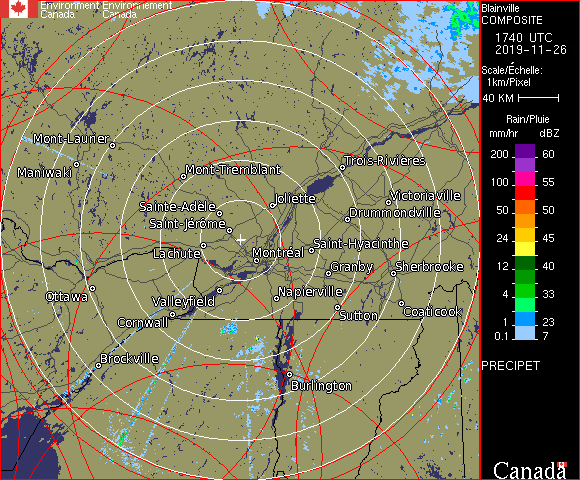 Environment Environnement
Canada Canada
Blainville
COMPOSITE
1740 UTC
2019-11-26
Scale/Échelle:
1km/Pixel
40 KM
Rain/Pluie
mm/hr dBZ
200 60
57
100 55
50 50
24 45
12 40
4 33
1 23
0.1 7
PRECIPET
Mont-Laurier
Maniwaki
Mont-Tremblant
Trois-Rivières
Joliette
Victoriaville
Sainte-Adèle
Drummondville
Saint-Jérôme
Lachute
Montréal
Saint-Hyacinthe
Granby
Sherbrooke
Ottawa
Valleyfield
Napierville
Cornwall
Sutton
Coaticook
Brockville
Burlington
Canada